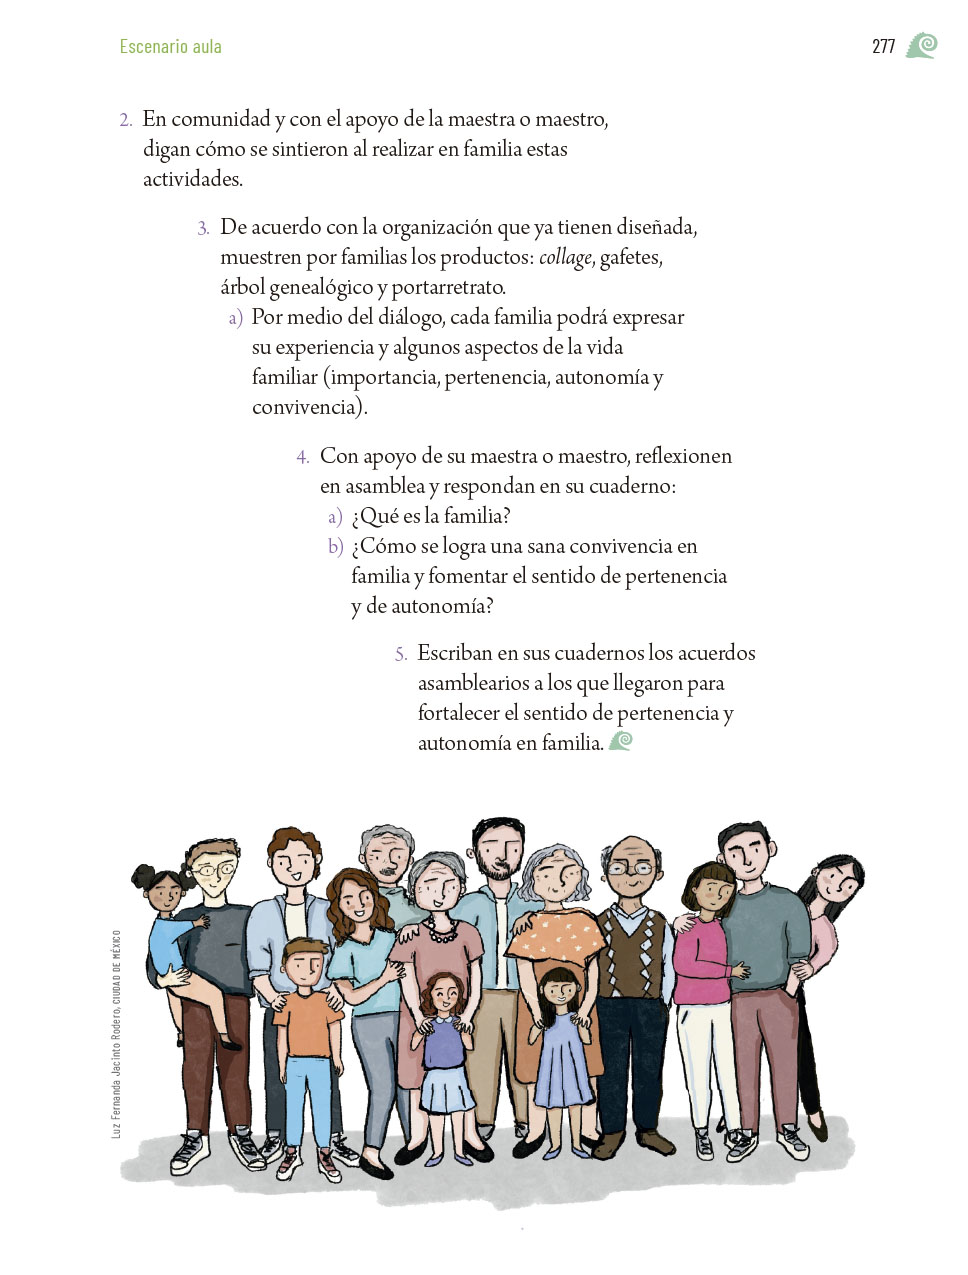 Escenario aula
277
2. En comunidad y con el apoyo de la maestra o maestro,
digan cómo se sintieron al realizar en familia estas
actividades.
3. De acuerdo con la organización que ya tienen diseñada,
muestren por familias los productos: collage, gafetes,
árbol genealógico y portarretrato.
a) Por medio del diálogo, cada familia podrá expresar
su experiencia y algunos aspectos de la vida
familiar (importancia, pertenencia, autonomía y
convivencia).
4. Con apoyo de su maestra o maestro, reflexionen
en asamblea y respondan en su cuaderno:
a) ¿Qué es la familia?
b) ¿Cómo se logra una sana convivencia en
familia y fomentar el sentido de pertenencia
y de autonomía?
5. Escriban en sus cuadernos los acuerdos
asamblearios a los que llegaron para
fortalecer el sentido de pertenencia y
autonomía en familia.
Luz Fernanda Jacinto Rodero, CIUDAD DE MÉXICO